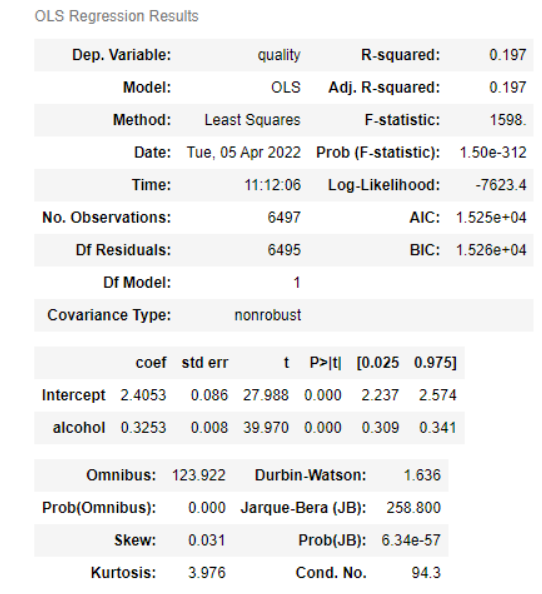 OLS Regression Results
Dep. Variable: quality R-squared: 0.197
Model: OLS Adj. R-squared: 0.197
Method: Least Squares F-statistic: 1598.
Date: Tue, 05 Apr 2022 Prob (F-statistic): 1.50e-312
Time: 11:12:06 Log-Likelihood: -7623.4
No. Observations: 6497 AIC: 1.525e+04
Df Residuals: 6495 BIC: 1.526e+04
Df Model: 1
Covariance Type: nonrobust
coef std err t P>|t| [0.025 0.975]
Intercept 2.4053 0.086 27.988 0.000 2.237 2.574
alcohol 0.3253 0.008 39.970 0.000 0.309 0.341
Omnibus: 123.922 Durbin-Watson: 1.636
Prob(Omnibus): 0.000 Jarque-Bera (JB): 258.800
Skew: 0.031 Prob(JB): 6.34e-57
Kurtosis: 3.976 Cond. No. 94.3